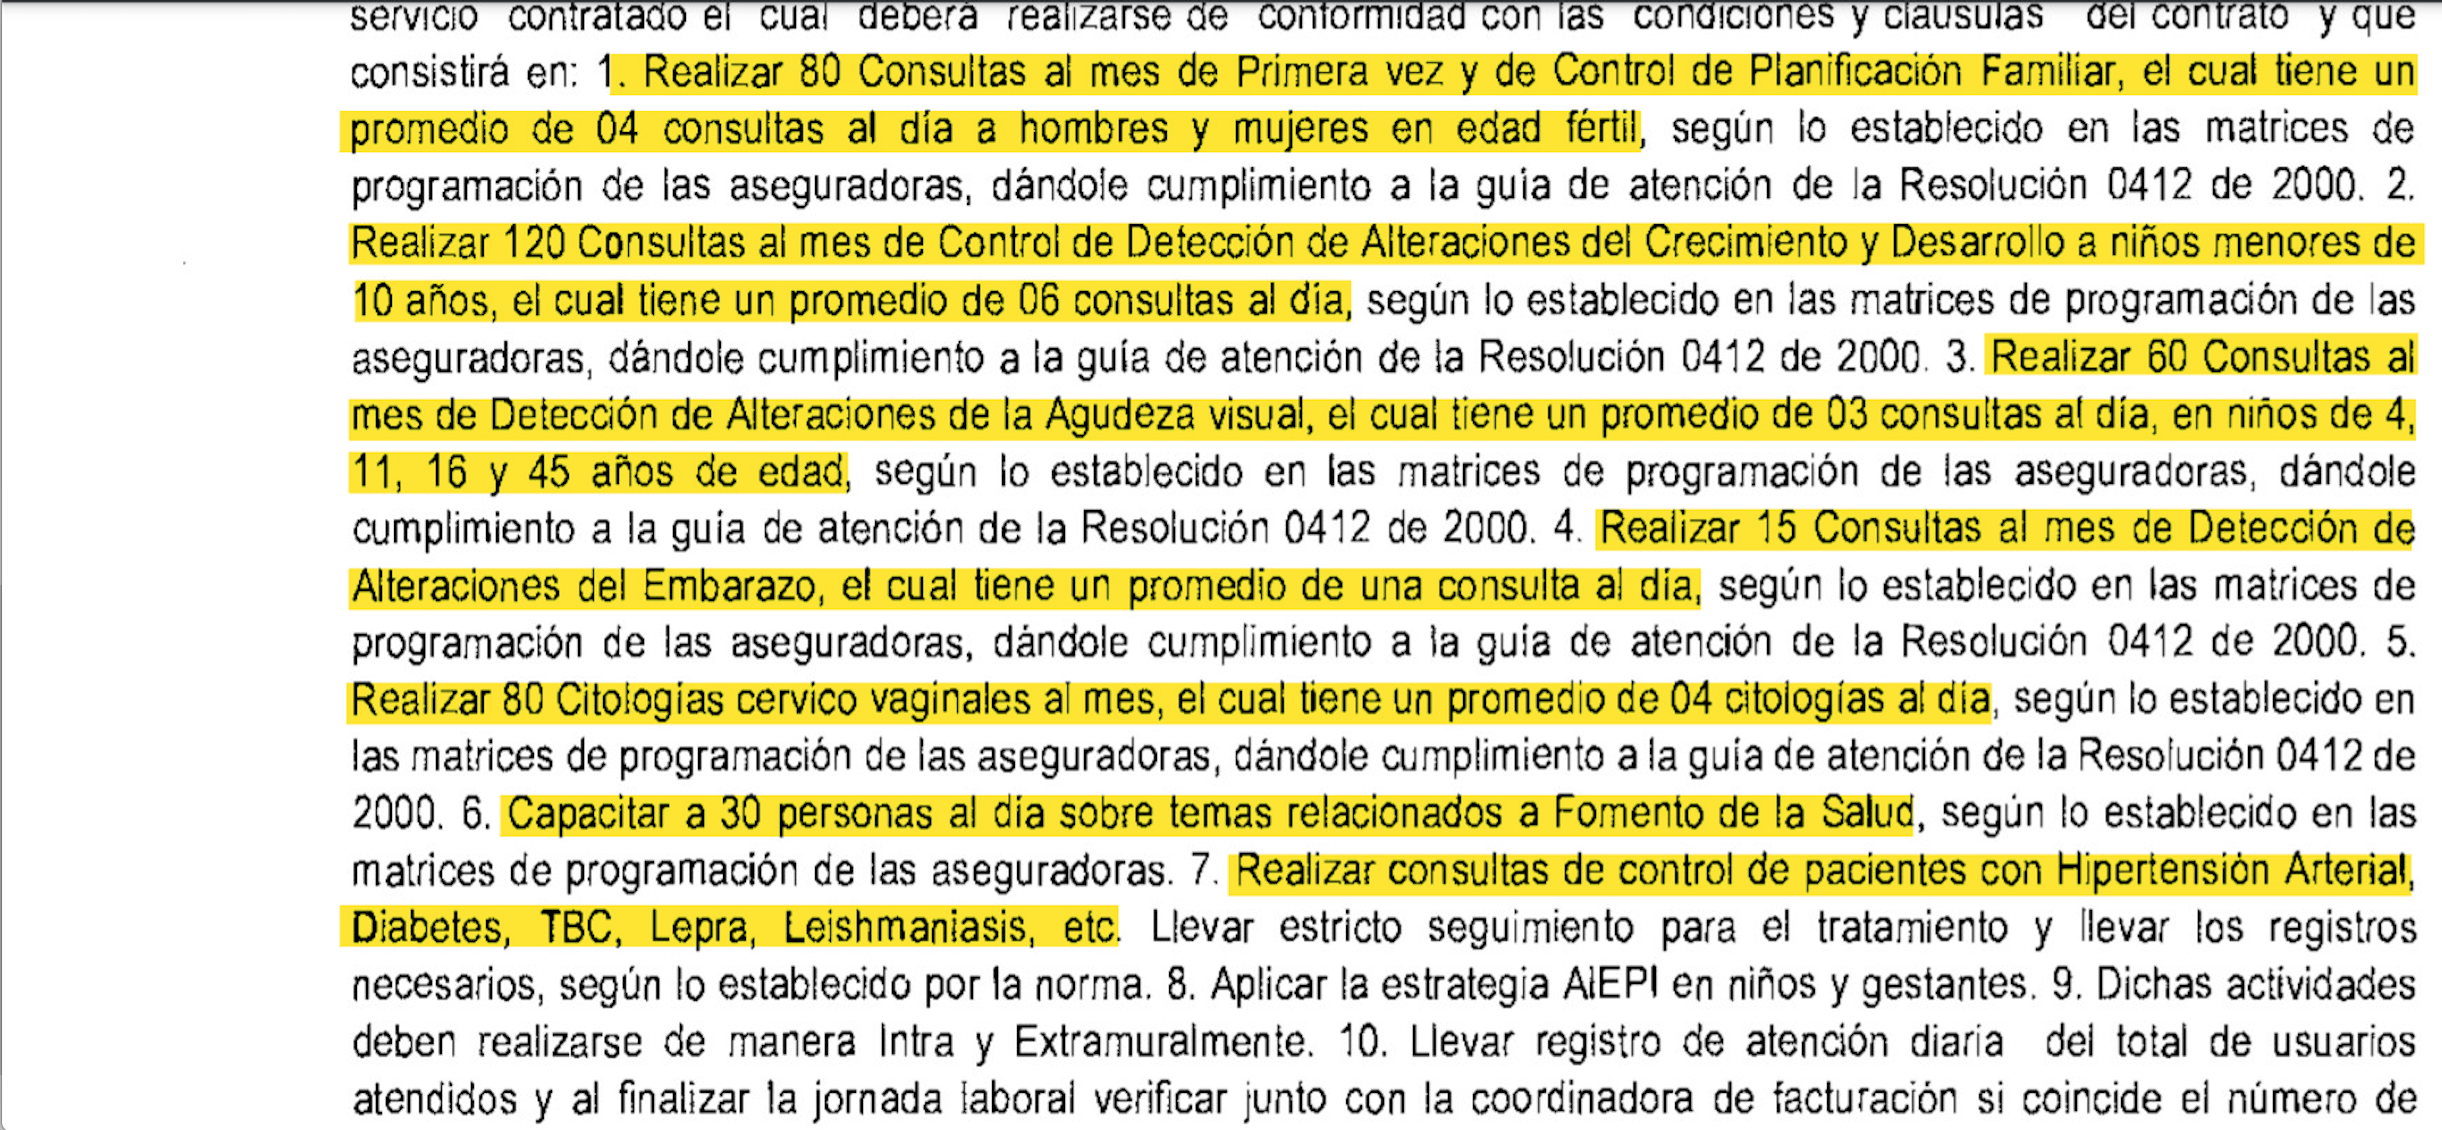 servicio contratado el cual deberá realizarse de conformidad con las condiciones y cláusulas del contrato y que
consistirá en: 1. Realizar 80 Consultas al mes de Primera vez y de Control de Planificación Familiar, el cual tiene un
promedio de 04 consultas al día a hombres y mujeres en edad fértil, según lo establecido en las matrices de
programación de las aseguradoras, dándole cumplimiento a la guía de atención de la Resolución 0412 de 2000. 2.
Realizar 120 Consultas al mes de Control de Detección de Alteraciones del Crecimiento y Desarrollo a niños menores de
10 años, el cual tiene un promedio de 06 consultas al día, según lo establecido en las matrices de programación de las
aseguradoras, dándole cumplimiento a la guía de atención de la Resolución 0412 de 2000. 3. Realizar 60 Consultas al
mes de Detección de Alteraciones de la Agudeza visual, el cual tiene un promedio de 03 consultas al día, en niños de 4,
11, 16 y 45 años de edad, según lo establecido en las matrices de programación de las aseguradoras, dándole
cumplimiento a la guía de atención de la Resolución 0412 de 2000. 4. Realizar 15 Consultas al mes de Detección de
Alteraciones del Embarazo, el cual tiene un promedio de una consulta al día, según lo establecido en las matrices de
programación de las aseguradoras, dándole cumplimiento a la guía de atención de la Resolución 0412 de 2000. 5.
Realizar 80 Citologías cervico vaginales al mes, el cual tiene un promedio de 04 citologías al día, según lo establecido en
las matrices de programación de las aseguradoras, dándole cumplimiento a la guía de atención de la Resolución 0412 de
2000. 6. Capacitar a 30 personas al día sobre temas relacionados a Fomento de la Salud, según lo establecido en las
matrices de programación de las aseguradoras. 7. Realizar consultas de control de pacientes con Hipertensión Arterial,
Diabetes, TBC, Lepra, Leishmaniasis, etc. Llevar estricto seguimiento para el tratamiento y llevar los registros
necesarios, según lo establecido por la norma. 8. Aplicar la estrategia AIEPI en niños y gestantes. 9. Dichas actividades
deben realizarse de manera Intra y Extramuralmente. 10. Llevar registro de atención diaria del total de usuarios
atendidos y al finalizar la jornada laboral verificar junto con la coordinadora de facturación si coincide el número de